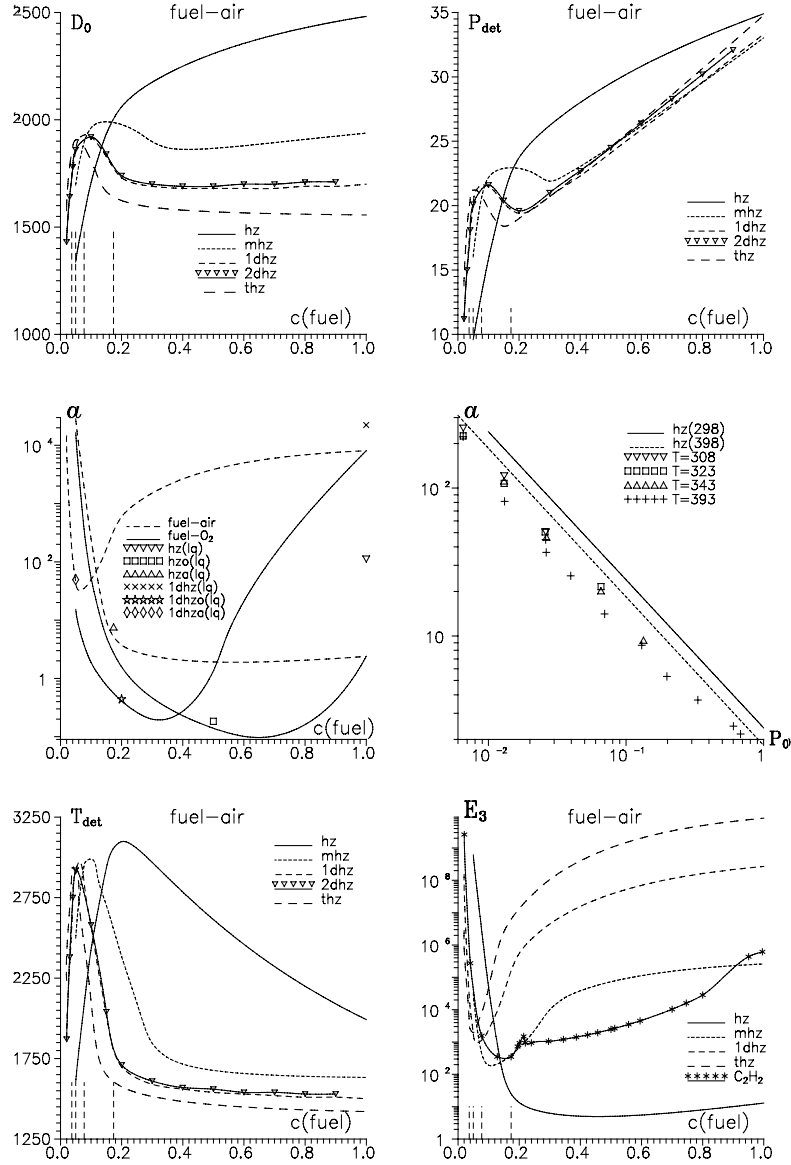 D₀
fuel-air
2500
2000
1500
1000
hz
mhz
1dhz
2dhz
thz
c(fuel)
0.0 0.2 0.4 0.6 0.8 1.0
P_det
fuel-air
35
30
25
20
15
10
hz
mhz
1dhz
2dhz
thz
c(fuel)
0.0 0.2 0.4 0.6 0.8 1.0
a
10⁴
10²
1
fuel-air
fuel-O₂
hz(lq)
hzo(lq)
hza(lq)
1dhz(lq)
1dhzo(lq)
1dhza(lq)
c(fuel)
0.0 0.2 0.4 0.6 0.8 1.0
a
10²
10
hz(298)
hz(398)
T=308
T=323
T=343
T=393
P₀
10⁻² 10⁻¹ 1
T_det
fuel-air
3250
2750
2250
1750
1250
hz
mhz
1dhz
2dhz
thz
c(fuel)
0.0 0.2 0.4 0.6 0.8 1.0
E₃
fuel-air
10⁸
10⁶
10⁴
10²
1
hz
mhz
1dhz
thz
C₂H₂
c(fuel)
0.0 0.2 0.4 0.6 0.8 1.0